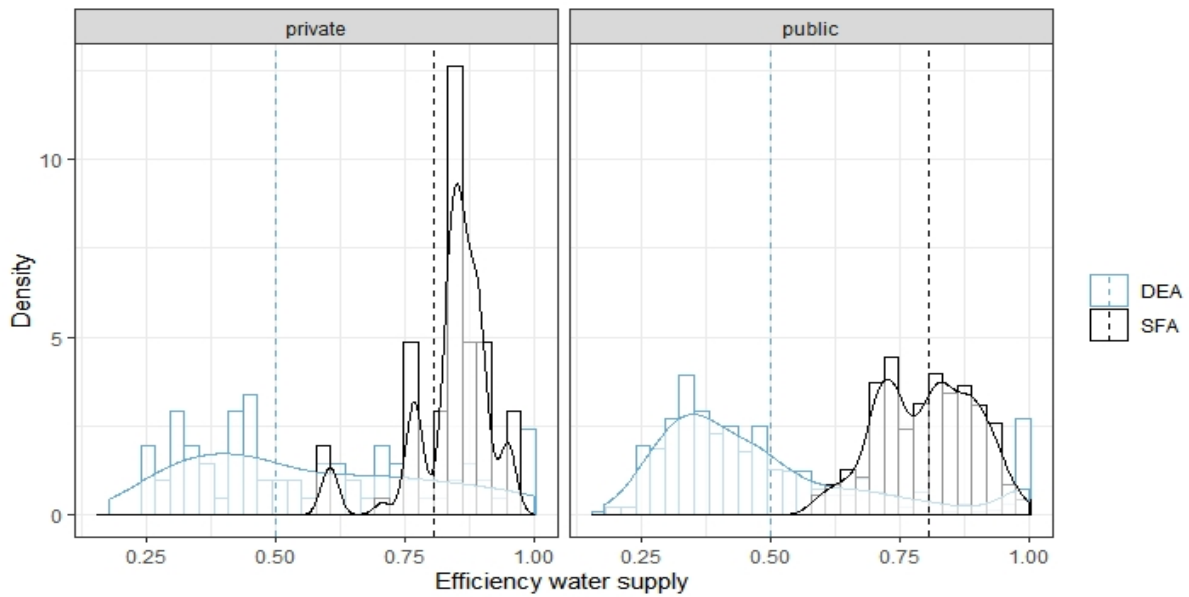 private public
10
5
0
Density
0.25 0.50 0.75 1.00 0.25 0.50 0.75 1.00
Efficiency water supply
DEA
SFA